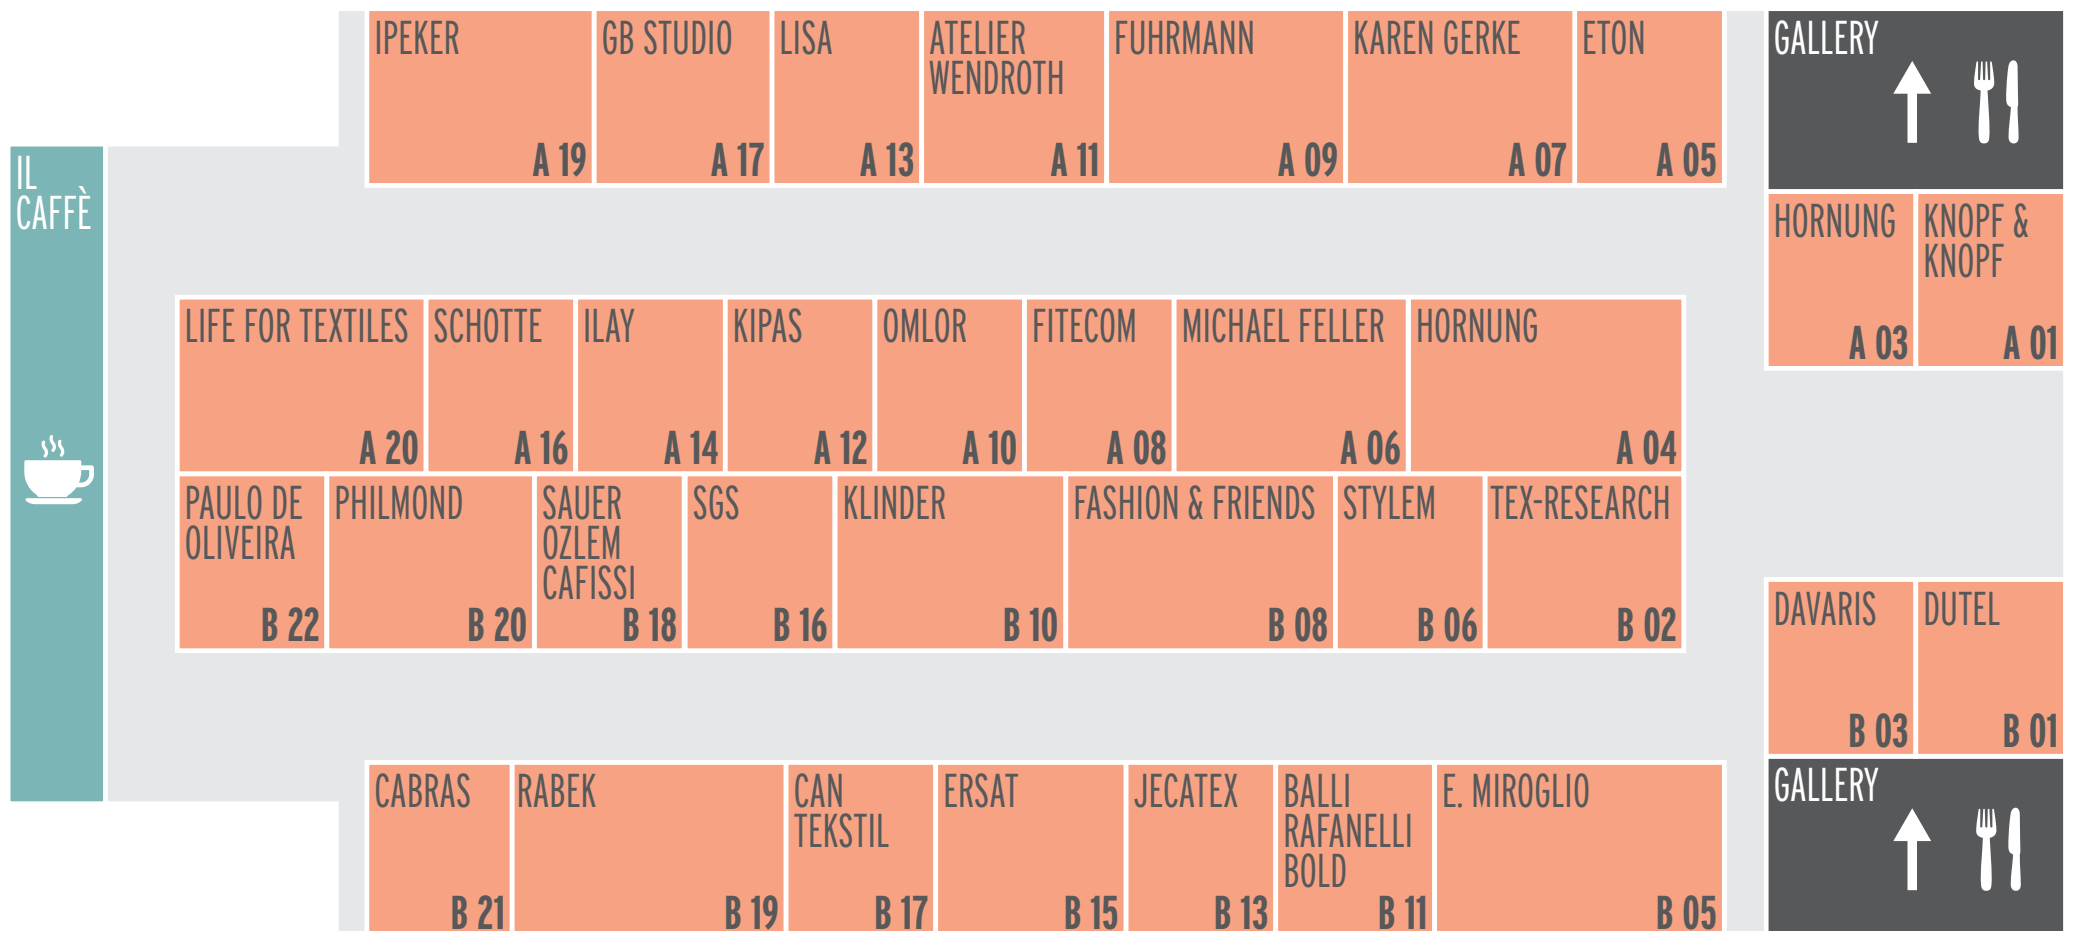 IPEKER
A 19
GB STUDIO
A 17
LISA
A 13
ATELIER
WENDROTH
A 11
FUHRMANN
A 09
KAREN GERKE
A 07
ETON
A 05
GALLERY
IL
CAFFÈ
HORNUNG
A 03
KNOPF &
KNOPF
A 01
LIFE FOR TEXTILES
A 20
SCHOTTE
A 16
ILAY
A 14
KIPAS
A 12
OMLOR
A 10
FITECOM
A 08
MICHAEL FELLER
A 06
HORNUNG
A 04
PAULO DE
OLIVEIRA
B 22
PHILMOND
B 20
SAUER
OZLEM
CAFISSI
B 18
SGS
B 16
KLINDER
B 10
FASHION & FRIENDS
B 08
STYLEM
B 06
TEX-RESEARCH
B 02
DAVARIS
B 03
DUTEL
B 01
CABRAS
B 21
RABEK
B 19
CAN
TEKSTIL
B 17
ERSAT
B 15
JECATEX
B 13
BALLI
RAFANELLI
BOLD
B 11
E. MIROGLIO
B 05
GALLERY